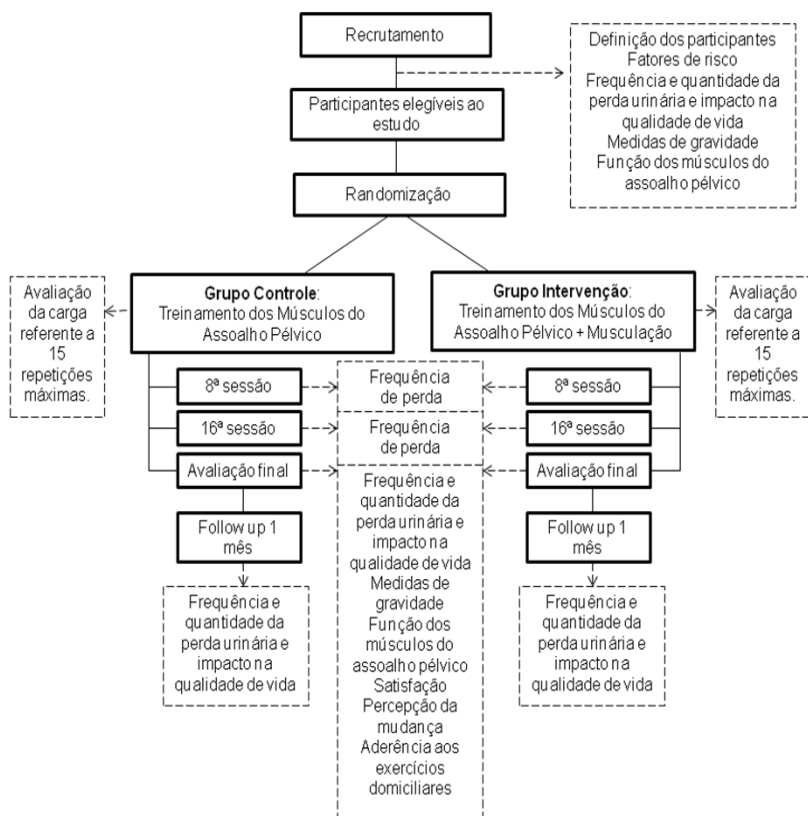 Recrutamento
Definição dos participantes
Fatores de risco
Frequência e quantidade da
perda urinária e impacto na
qualidade de vida
Medidas de gravidade
Função dos músculos do
assoalho pélvico
Participantes elegíveis ao
estudo
Randomização
Avaliação
da carga
referente a
15
repetições
máximas.
Grupo Controle:
Treinamento dos Músculos do
Assoalho Pélvico
Grupo Intervenção:
Treinamento dos Músculos do
Assoalho Pélvico + Musculação
Avaliação
da carga
referente a
15
repetições
máximas.
8ª sessão
Frequência
de perda
8ª sessão
16ª sessão
Frequência
de perda
16ª sessão
Avaliação final
Frequência e
quantidade da
perda urinária e
impacto na
qualidade de vida
Medidas de
gravidade
Função dos
músculos do
assoalho pélvico
Satisfação
Percepção da
mudança
Aderência aos
exercícios
domiciliares
Avaliação final
Follow up 1
mês
Follow up 1
mês
Frequência e
quantidade da
perda urinária e
impacto na
qualidade de vida
Frequência e
quantidade da
perda urinária e
impacto na
qualidade de vida